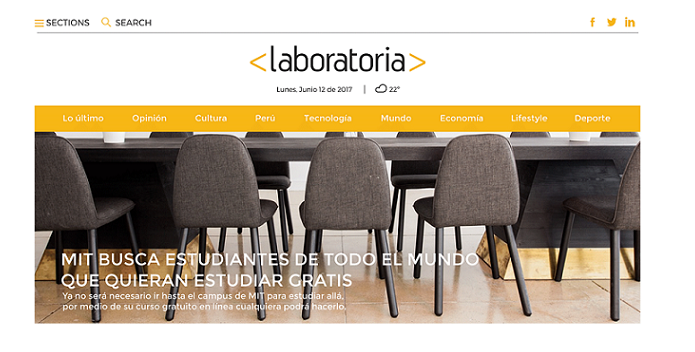 SECTIONS SEARCH f in
<laboratoria>
Lunes, Junio 12 de 2017 | 22°
Lo último Opinión Cultura Perú Tecnología Mundo Economía Lifestyle Deporte
MIT BUSCA ESTUDIANTES DE TODO EL MUNDO
QUE QUIERAN ESTUDIAR GRATIS
Ya no será necesario ir hasta el campus de MIT para estudiar allá,
por medio de su curso gratuito en línea cualquiera podrá hacerlo.